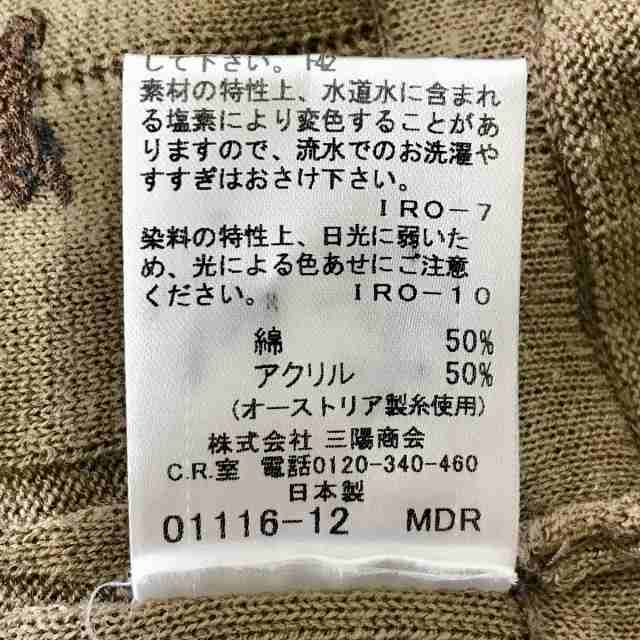 して下さい。 F42
素材の特性上、水道水に含まれ
る塩素により変色することがあ
りますので、流水でのお洗濯や
すすぎはおさけ下さい。
IRO-7
染料の特性上、日光に弱いた
め、光による色あせにご注意
ください。 IRO-10
綿 50%
アクリル 50%
(オーストリア製糸使用)
株式会社 三陽商会
C.R.室 電話0120-340-460
日本製
01116-12 MDR